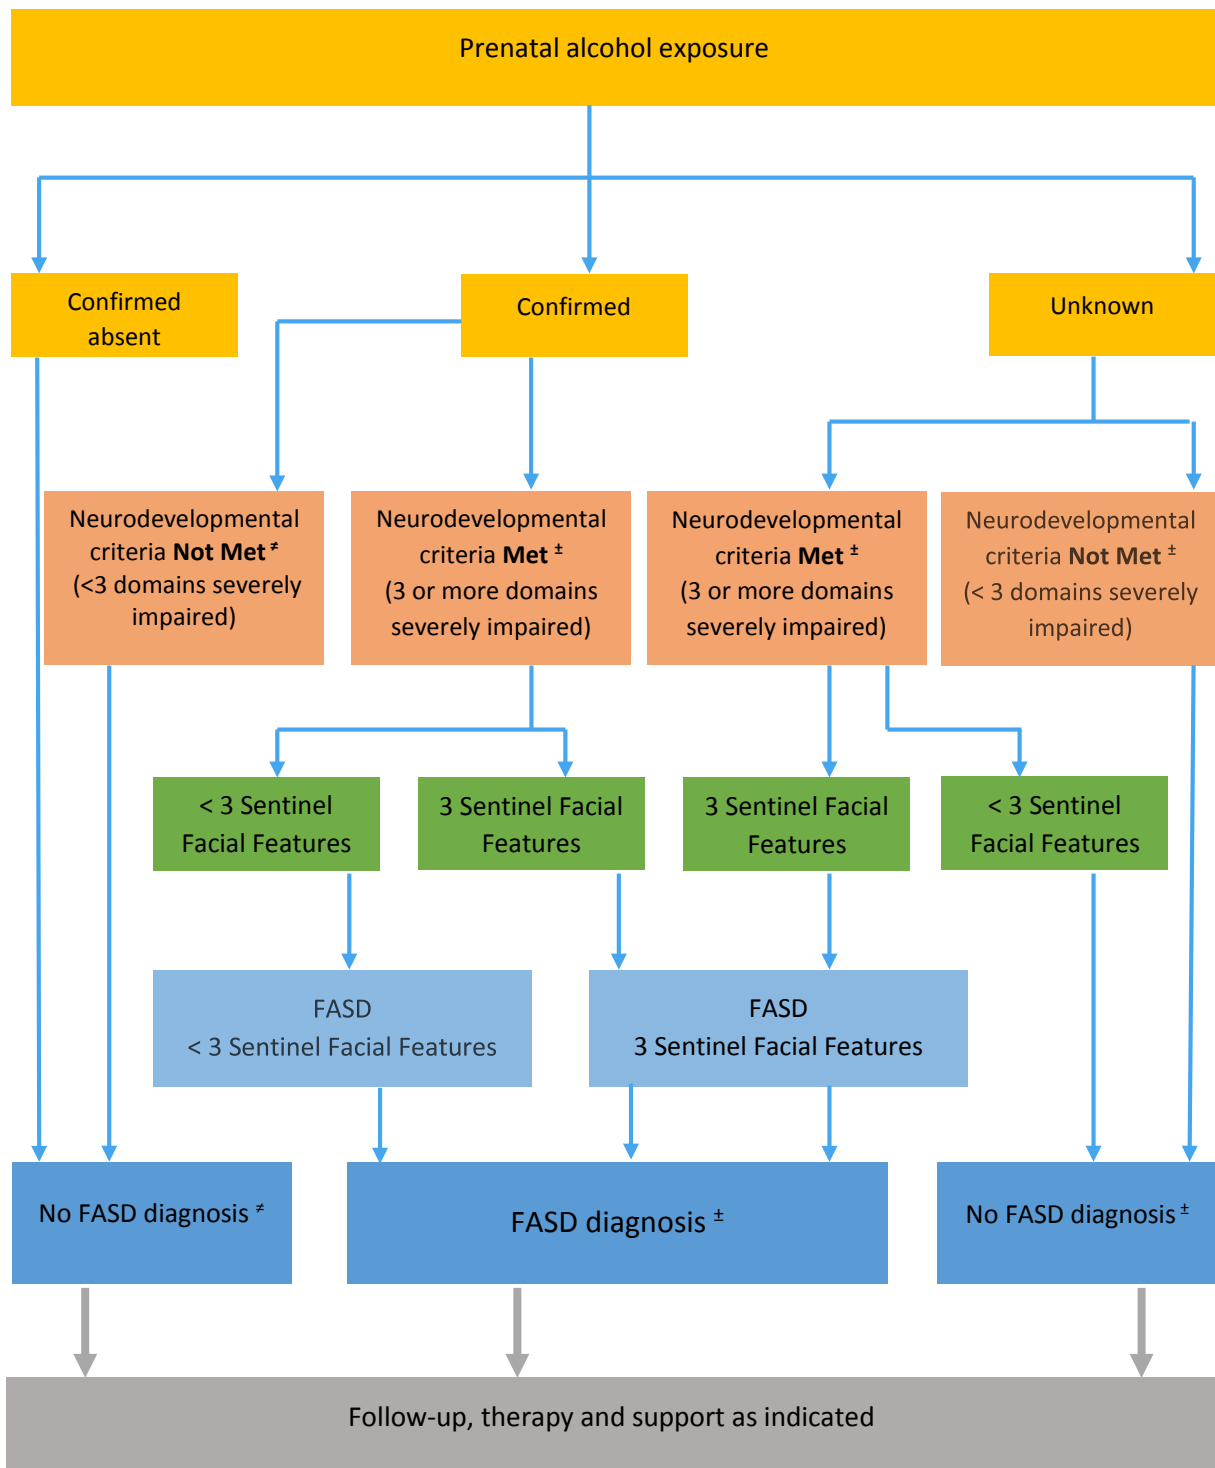 Prenatal alcohol exposure
Confirmed
absent
Confirmed
Unknown
Neurodevelopmental
criteria Not Met ≠
(<3 domains severely
impaired)
Neurodevelopmental
criteria Met ±
(3 or more domains
severely impaired)
Neurodevelopmental
criteria Met ±
(3 or more domains
severely impaired)
Neurodevelopmental
criteria Not Met ±
(< 3 domains severely
impaired)
< 3 Sentinel
Facial Features
3 Sentinel Facial
Features
3 Sentinel Facial
Features
< 3 Sentinel
Facial Features
FASD
< 3 Sentinel Facial Features
FASD
3 Sentinel Facial Features
No FASD diagnosis ≠
FASD diagnosis ±
No FASD diagnosis ±
Follow-up, therapy and support as indicated